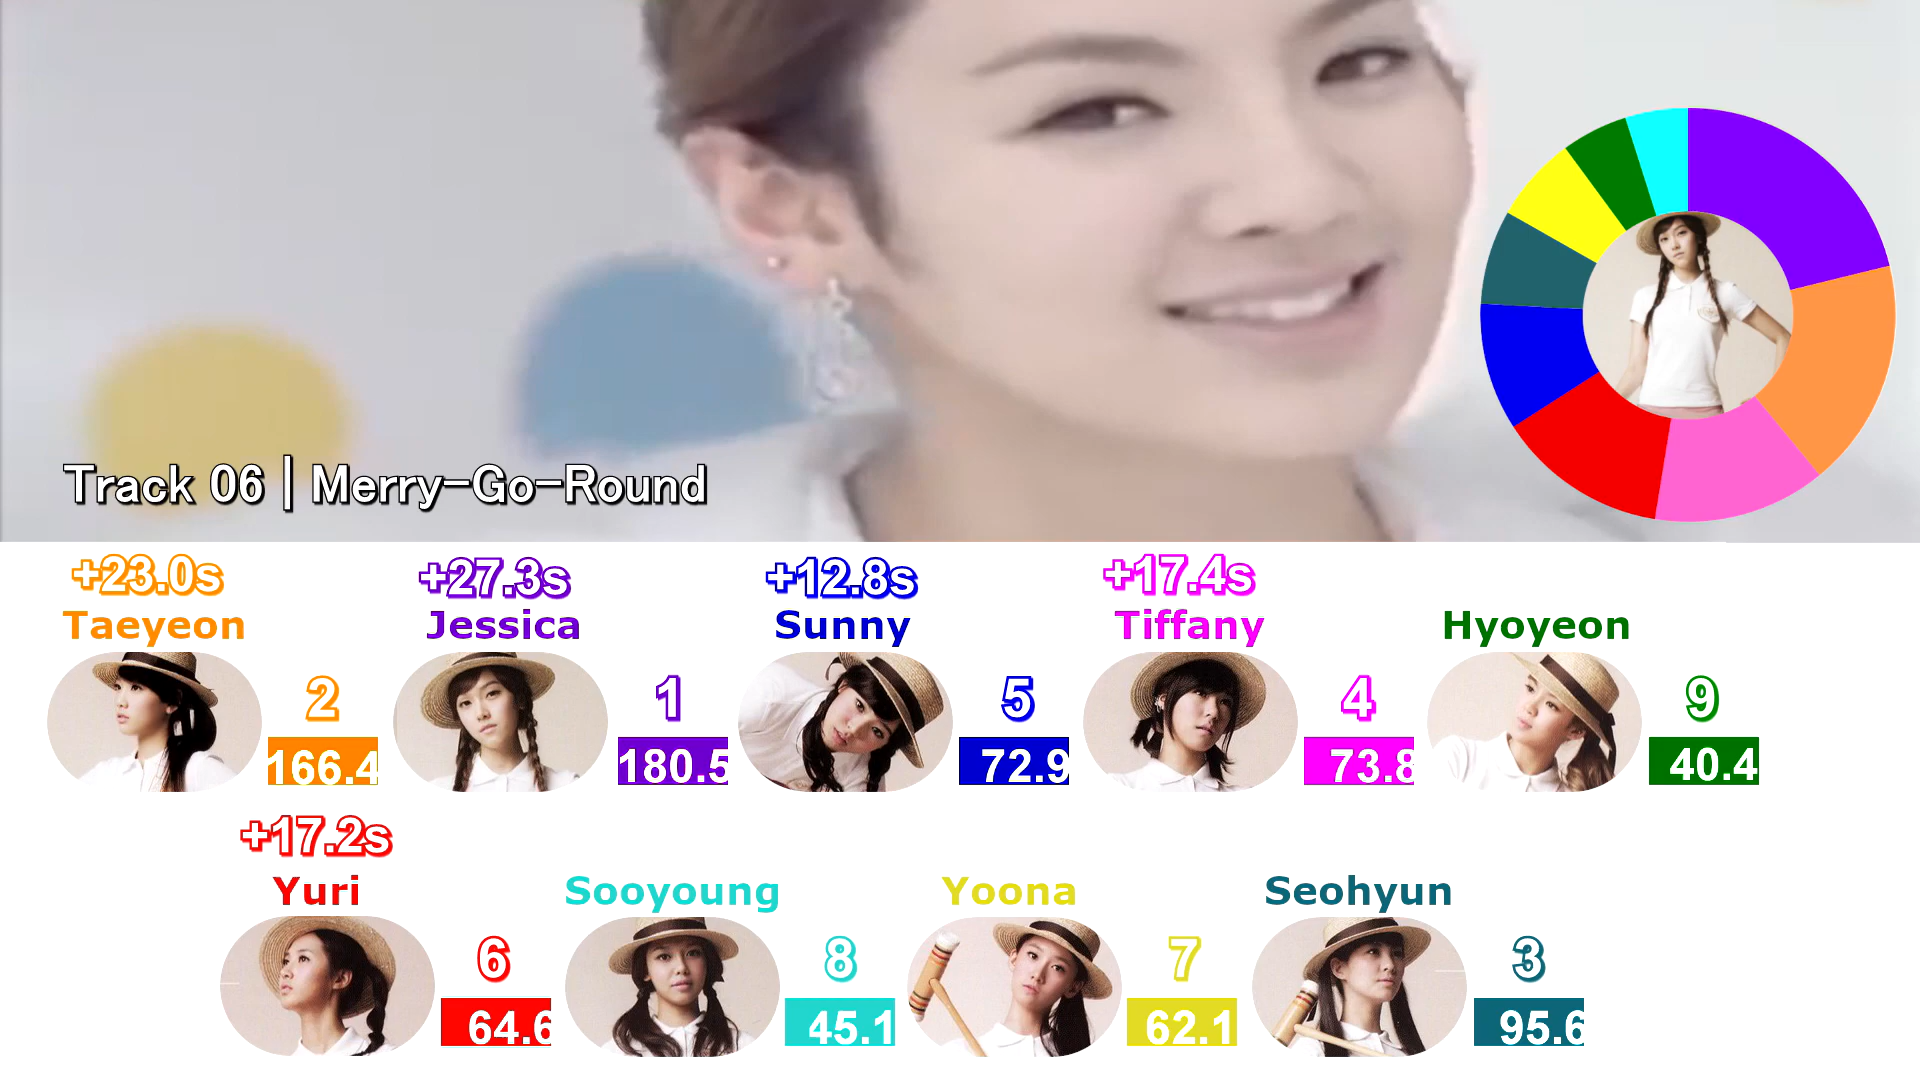 Track 06 | Merry-Go-Round
+23.0s
Taeyeon
2
166.4
+27.3s
Jessica
1
180.5
+12.8s
Sunny
5
72.9
+17.4s
Tiffany
4
73.8
Hyoyeon
9
40.4
+17.2s
Yuri
6
64.6
Sooyoung
8
45.1
Yoona
7
62.1
Seohyun
3
95.6